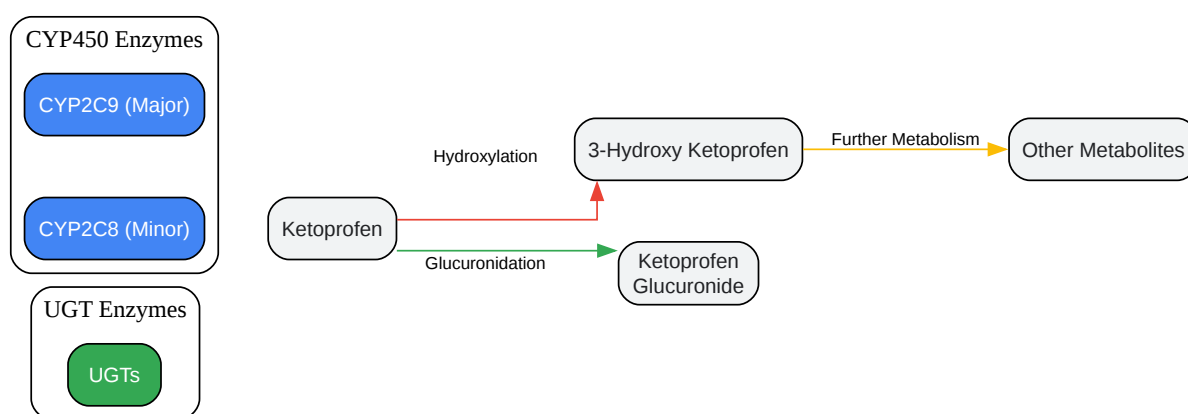 CYP450 Enzymes
CYP2C9 (Major)
CYP2C8 (Minor)
UGT Enzymes
UGTs
Ketoprofen
Hydroxylation
Glucuronidation
3-Hydroxy Ketoprofen
Ketoprofen
Glucuronide
Further Metabolism
Other Metabolites